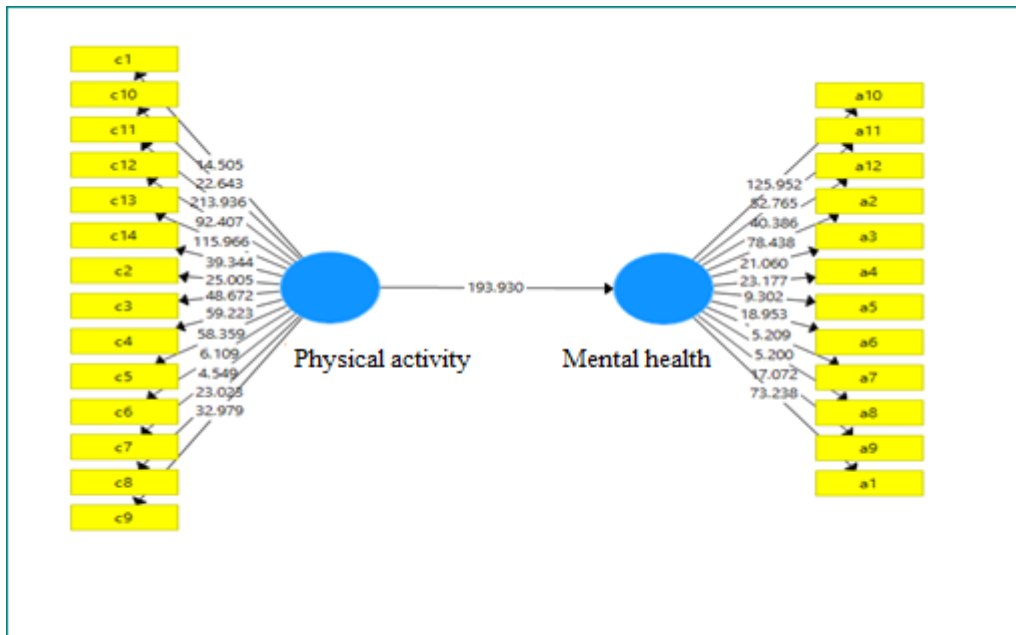 c1
c10
c11
c12
c13
c14
c2
c3
c4
c5
c6
c7
c8
c9
14.505
22.643
213.936
92.407
115.966
39.344
25.005
48.672
59.223
58.359
6.109
4.549
23.023
32.979
Physical activity
193.930
Mental health
125.952
52.765
40.386
78.438
21.060
23.177
9.302
18.953
5.209
5.200
17.072
73.238
a10
a11
a12
a2
a3
a4
a5
a6
a7
a8
a9
a1